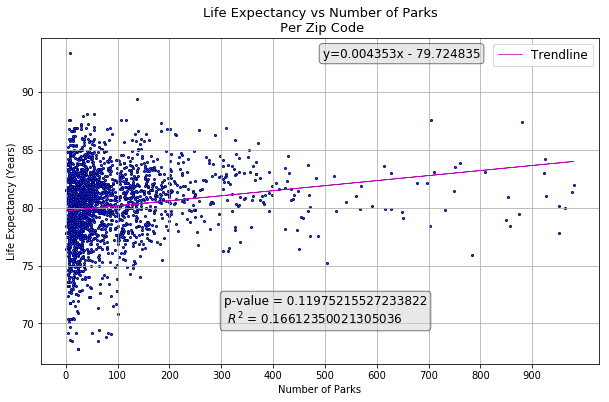 Life Expectancy vs Number of Parks
Per Zip Code
y=0.004353x - 79.724835
Trendline
Life Expectancy (Years)
90
85
80
75
70
p-value = 0.11975215527233822
R² = 0.16612350021305036
0 100 200 300 400 500 600 700 800 900
Number of Parks